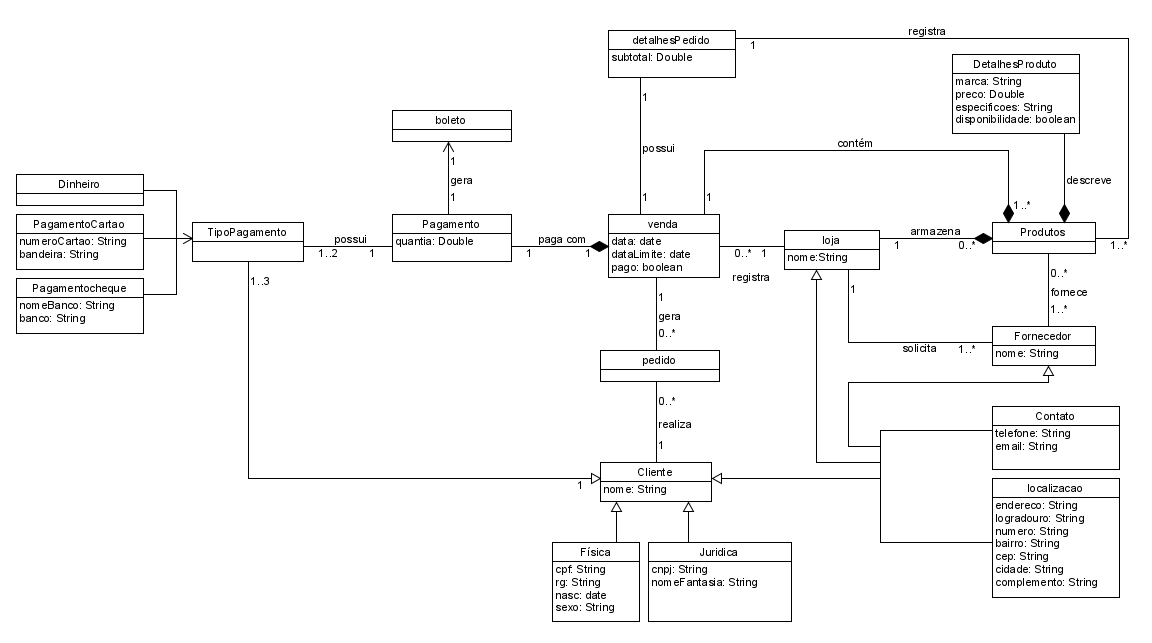 detalhesPedido
subtotal: Double
1
registra
DetalhesProduto
marca: String
preco: Double
especificoes: String
disponibilidade: boolean
1
boleto
1
gera
1
possui
1
contém
1
descreve
1..*
Dinheiro
PagamentoCartao
numeroCartao: String
bandeira: String
Pagamentocheque
nomeBanco: String
banco: String
TipoPagamento
possui
1..2
1
1..3
Pagamento
quantia: Double
paga com
1
1
venda
data: date
dataLimite: date
pago: boolean
0..*
1
registra
loja
nome:String
armazena
1
0..*
Produtos
1..*
1
gera
0..*
0..*
fornece
1..*
1
solicita
1..*
Fornecedor
nome: String
pedido
0..*
realiza
1
Contato
telefone: String
email: String
Cliente
nome: String
1
localizacao
endereco: String
logradouro: String
numero: String
bairro: String
cep: String
cidade: String
complemento: String
Física
cpf: String
rg: String
nasc: date
sexo: String
Juridica
cnpj: String
nomeFantasia: String